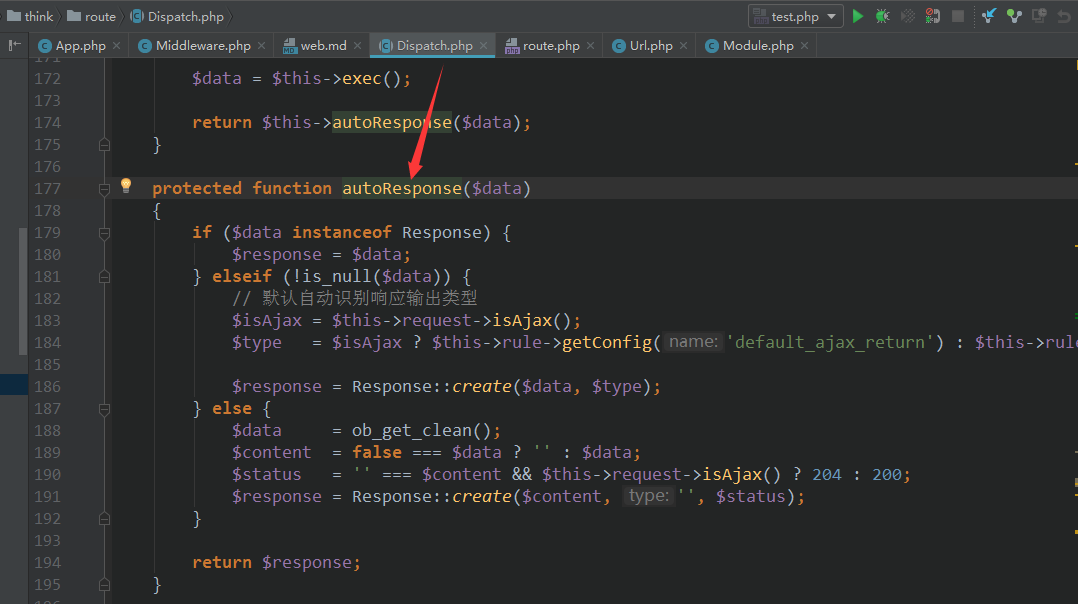 think route Dispatch.php test.php
App.php Middleware.php web.md Dispatch.php route.php Url.php Module.php
171
172 $data = $this->exec();
173
174 return $this->autoResponse($data);
175 }
176
177 protected function autoResponse($data)
178 {
179 if ($data instanceof Response) {
180 $response = $data;
181 } elseif (!is_null($data)) {
182 // 默认自动识别响应输出类型
183 $isAjax = $this->request->isAjax();
184 $type = $isAjax ? $this->rule->getConfig( name: 'default_ajax_return') : $this->rule
185
186 $response = Response::create($data, $type);
187 } else {
188 $data = ob_get_clean();
189 $content = false === $data ? '' : $data;
190 $status = '' === $content && $this->request->isAjax() ? 204 : 200;
191 $response = Response::create($content, type: '', $status);
192 }
193
194 return $response;
195 }